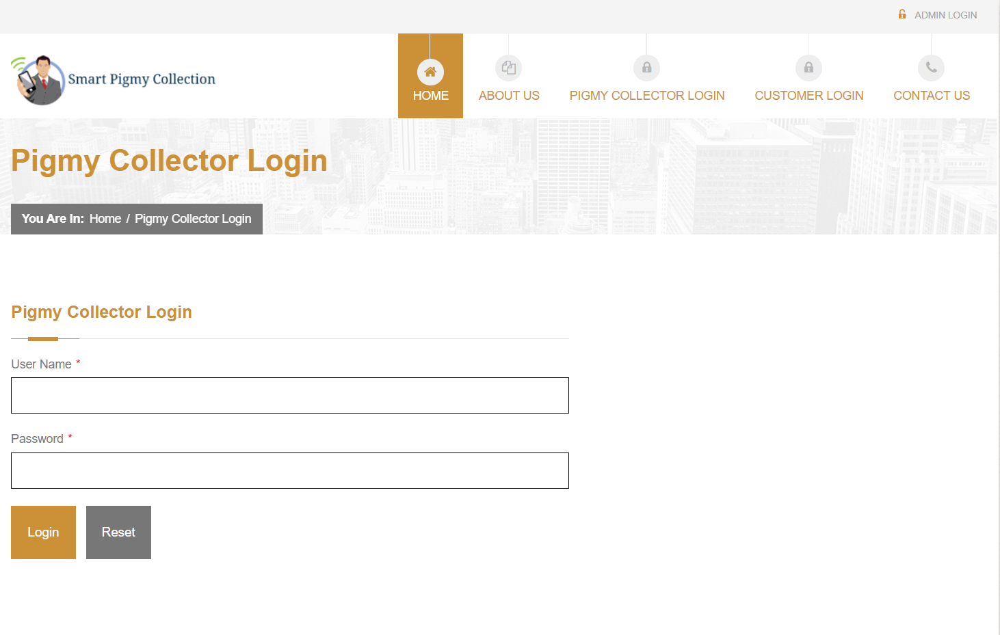 ADMIN LOGIN
Smart Pigmy Collection
HOME
ABOUT US
PIGMY COLLECTOR LOGIN
CUSTOMER LOGIN
CONTACT US
Pigmy Collector Login
You Are In: Home / Pigmy Collector Login
Pigmy Collector Login
User Name *
Password *
Login
Reset